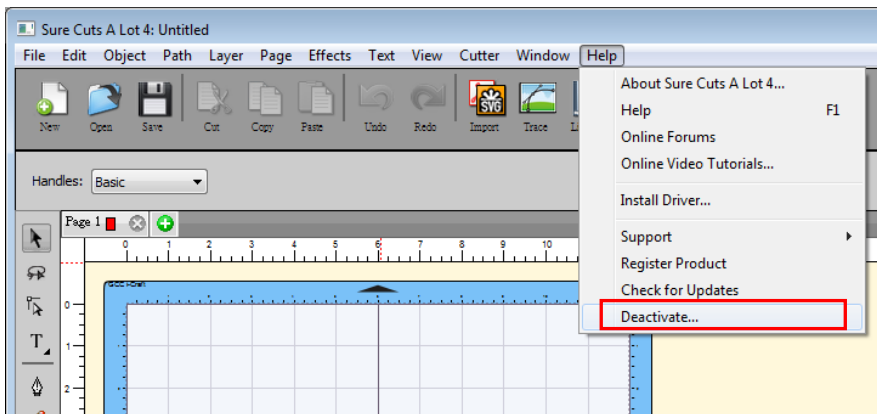 Sure Cuts A Lot 4: Untitled
File Edit Object Path Layer Page Effects Text View Cutter Window Help
New Open Save Cut Copy Paste Undo Redo SVG Import Trace
About Sure Cuts A Lot 4...
Help F1
Online Forums
Online Video Tutorials...
Install Driver...
Support
Register Product
Check for Updates
Deactivate...
Handles: Basic
Page 1
0 1 2 3 4 5 6 7 8 9 10
GCC i-Craft
0
T
1
2